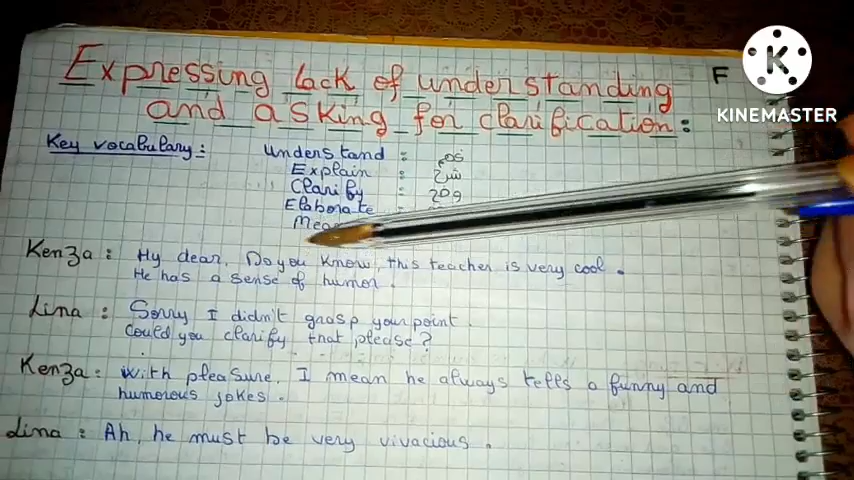 Expressing lack of understanding F
and asking for clarification:
Key vocabulary: Understand : فهم
Explain : شرح
Clarify : وضح
Elaborate
Kenza: Hy dear, Do you know, this teacher is very cool.
He has a sense of humor.
Lina : Sorry I didn't grasp your point.
Could you clarify that please?
Kenza: with pleasure, I mean he always tells a funny and
humorous jokes.
Lina : Ah, he must be very vivacious.
K
KINEMASTER